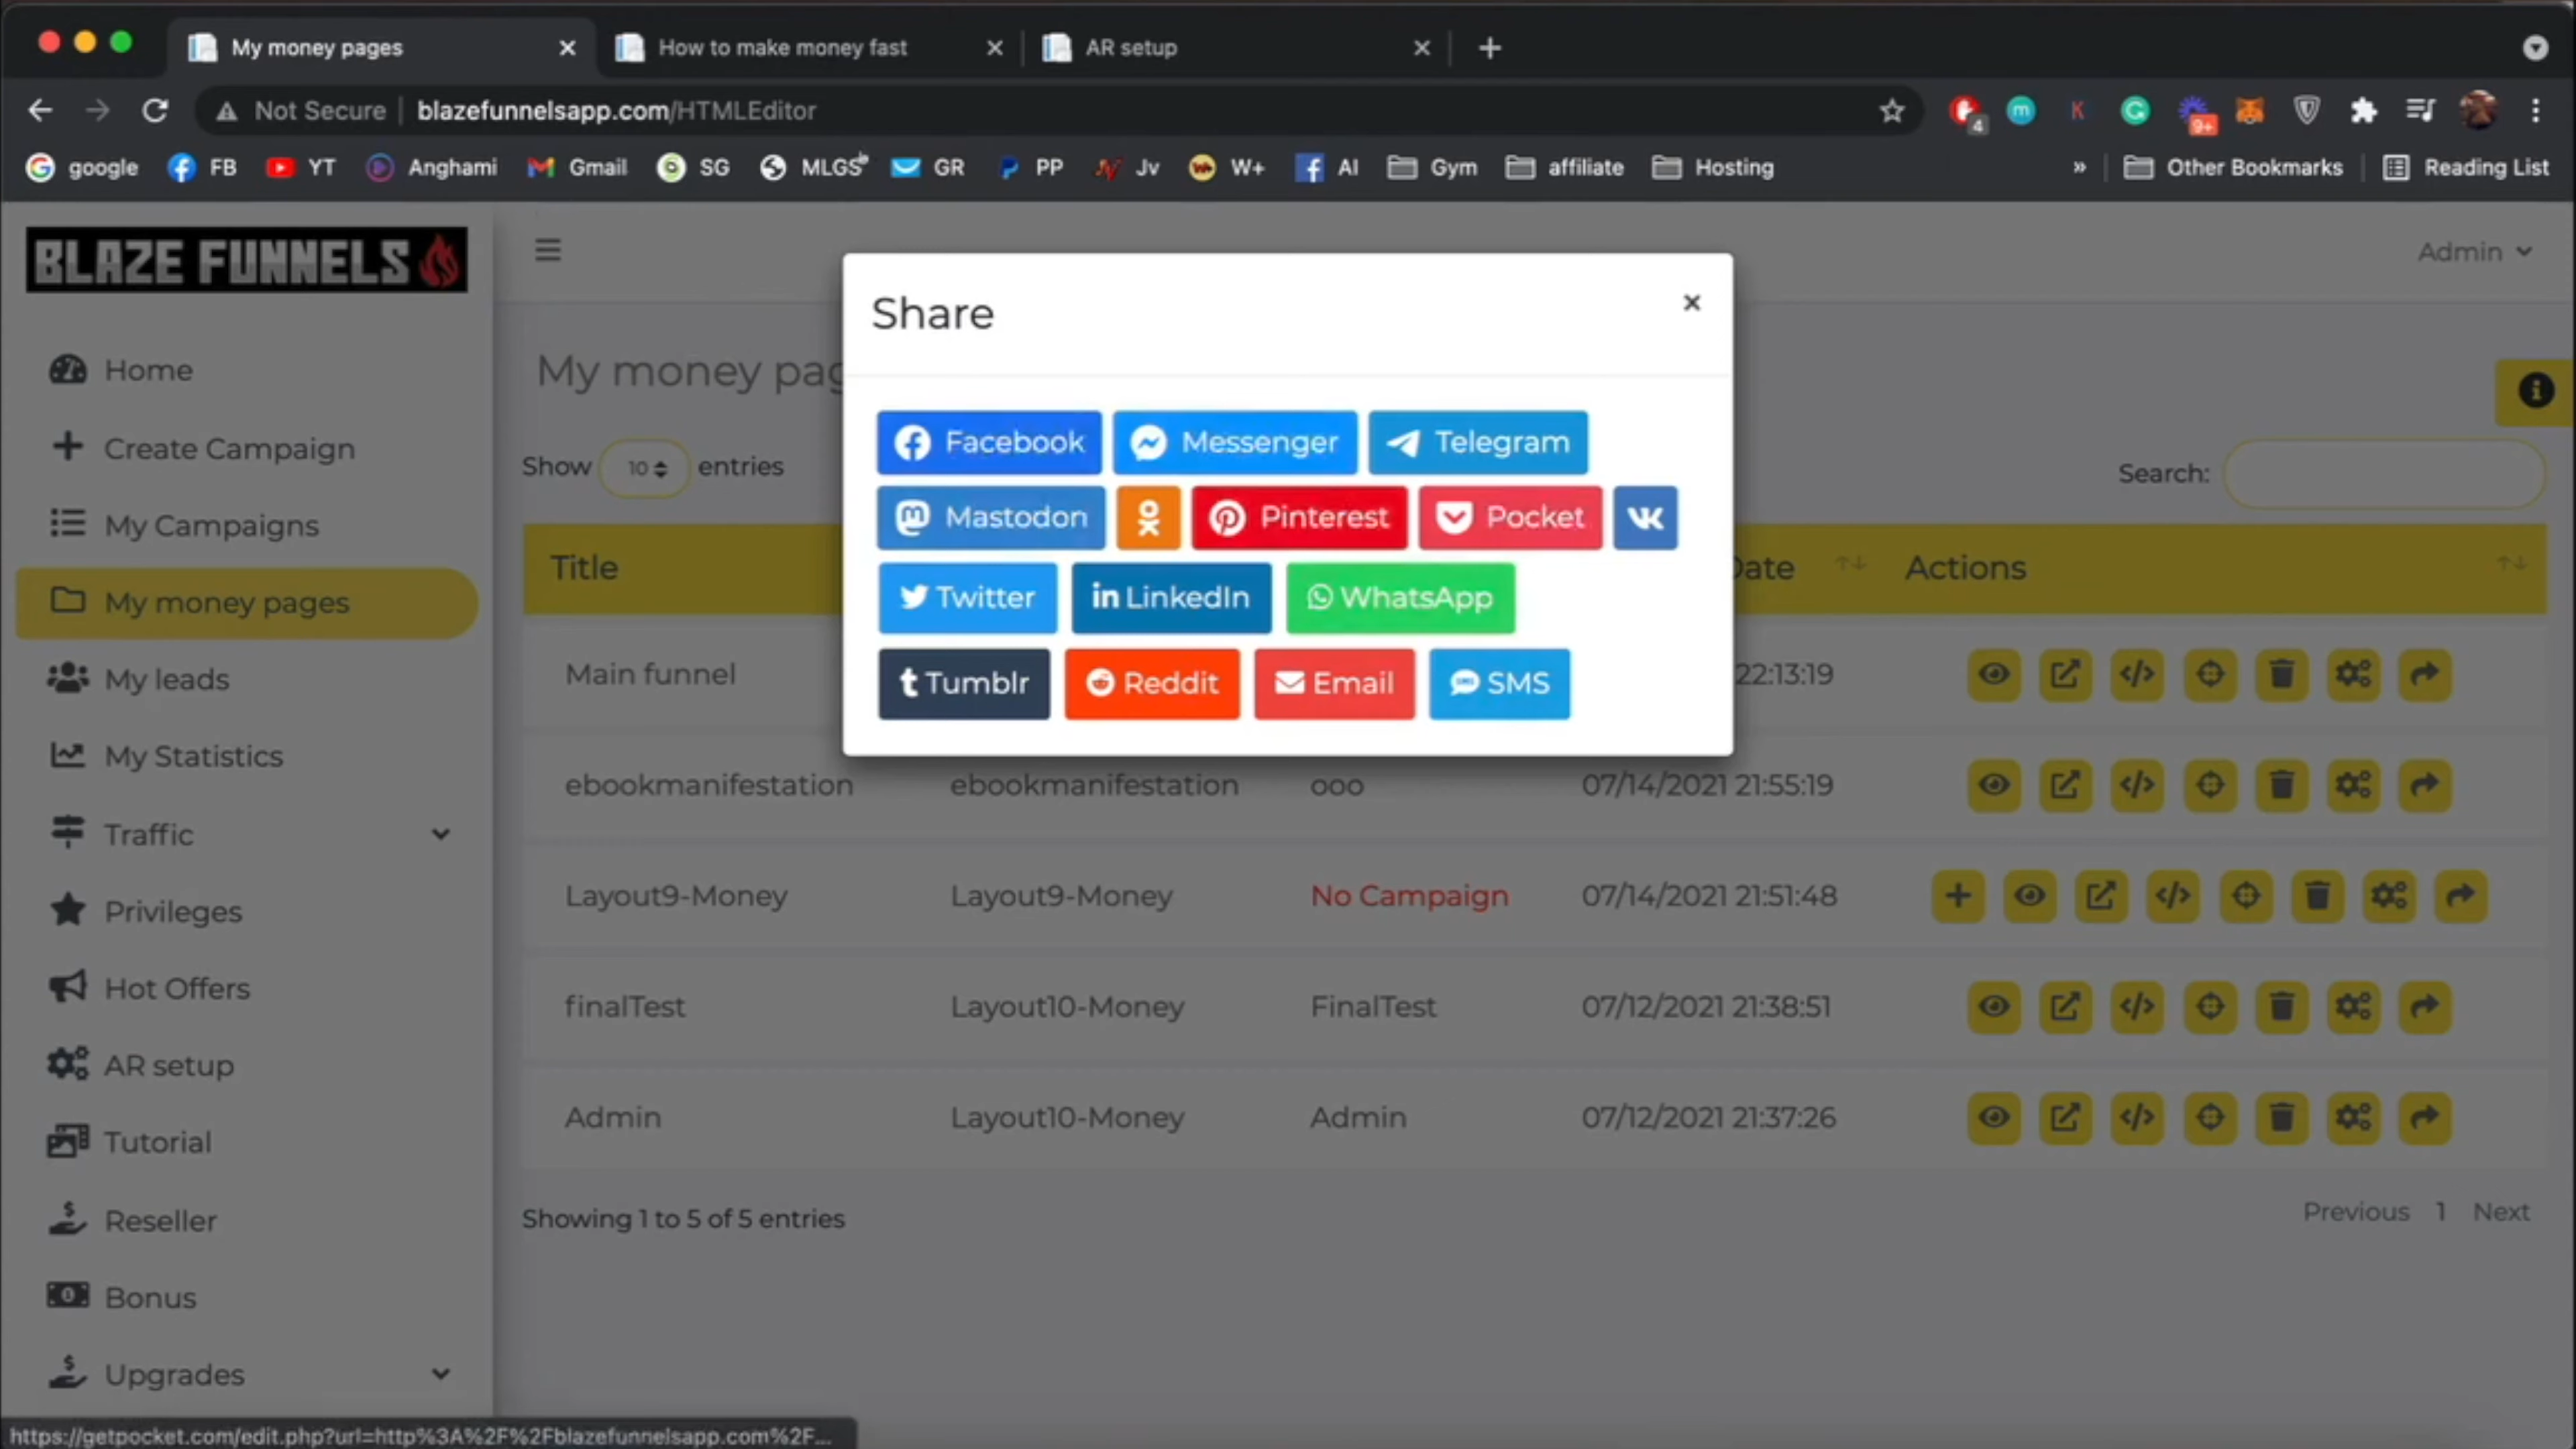 My money pages
How to make money fast
AR setup
Not Secure
blazefunnelsapp.com/HTMLEditor
4
m
K
9+
google
FB
YT
Anghami
Gmail
SG
MLGS
GR
PP
Jv
W+
AI
Gym
affiliate
Hosting
»
Other Bookmarks
Reading List
BLAZE FUNNELS
Admin
Home
Create Campaign
My Campaigns
My money pages
My leads
My Statistics
Traffic
Privileges
Hot Offers
AR setup
Tutorial
Reseller
Bonus
Upgrades
My money pag
Show 10 entries
Search:
Share
×
Facebook
Messenger
Telegram
Mastodon
Pinterest
Pocket
Twitter
LinkedIn
WhatsApp
Tumblr
Reddit
Email
SMS
Title
Date
Actions
Main funnel
22:13:19
ebookmanifestation ebookmanifestation ooo 07/14/2021 21:55:19
Layout9-Money Layout9-Money No Campaign 07/14/2021 21:51:48
finalTest Layout10-Money FinalTest 07/12/2021 21:38:51
Admin Layout10-Money Admin 07/12/2021 21:37:26
Showing 1 to 5 of 5 entries
Previous 1 Next
https://getpocket.com/edit.php?url=http%3A%2F%2Fblazefunnelsapp.com%2F...